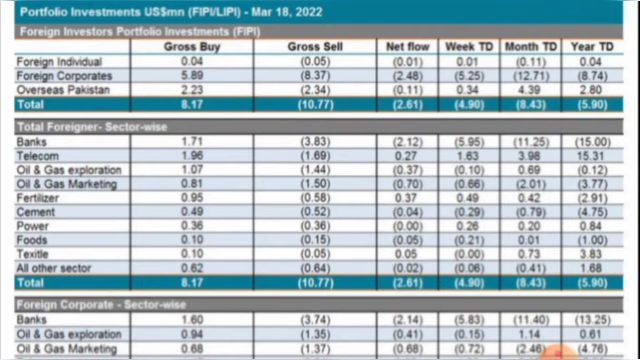 Portfolio Investments US$mn (FIPI/LIPI) - Mar 18, 2022
Foreign Investors Portfolio Investments (FIPI)
Gross Buy Gross Sell Net flow Week TD Month TD Year TD
Foreign Individual 0.04 (0.05) (0.01) 0.01 (0.11) 0.04
Foreign Corporates 5.89 (8.37) (2.48) (5.25) (12.71) (8.74)
Overseas Pakistan 2.23 (2.34) (0.11) 0.34 4.39 2.80
Total 8.17 (10.77) (2.61) (4.90) (8.43) (5.90)
Total Foreigner- Sector-wise
Banks 1.71 (3.83) (2.12) (5.95) (11.25) (15.00)
Telecom 1.96 (1.69) 0.27 1.63 3.98 15.31
Oil & Gas exploration 1.07 (1.44) (0.37) (0.10) 0.69 (0.12)
Oil & Gas Marketing 0.81 (1.50) (0.70) (0.66) (2.01) (3.77)
Fertilizer 0.95 (0.58) 0.37 0.49 0.42 (2.91)
Cement 0.49 (0.52) (0.04) (0.29) (0.79) (4.75)
Power 0.36 (0.36) (0.00) 0.26 0.20 0.84
Foods 0.10 (0.15) (0.05) (0.21) 0.01 (1.00)
Texitle 0.10 (0.05) 0.05 (0.00) 0.73 3.83
All other sector 0.62 (0.64) (0.02) (0.06) (0.41) 1.68
Total 8.17 (10.77) (2.61) (4.90) (8.43) (5.90)
Foreign Corporate - Sector-wise
Banks 1.60 (3.74) (2.14) (5.83) (11.40) (13.25)
Oil & Gas exploration 0.94 (1.35) (0.41) (0.15) 1.14 0.61
Oil & Gas Marketing 0.68 (1.37) (0.68) (0.72) (2.46) (4.76)